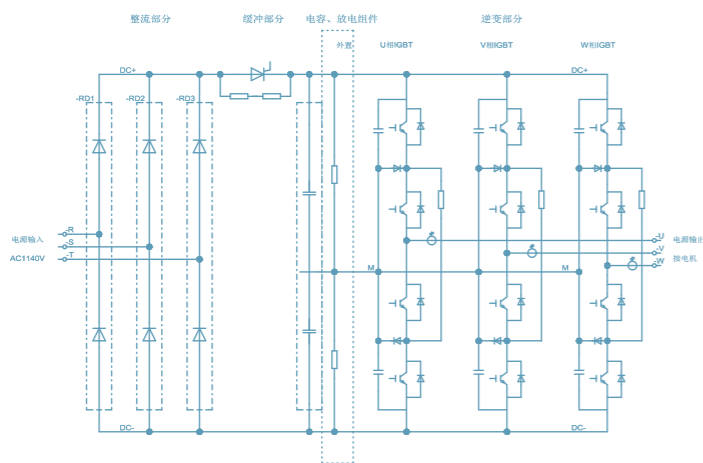 整流部分 缓冲部分 电容、放电组件 逆变部分
外置 U相IGBT V相IGBT W相IGBT
DC+ DC+
-RD1 -RD2 -RD3
-R
-S
-T
电源输入
AC1140V
M M
-U
-V
-W
电源输出
接电机
DC- DC-